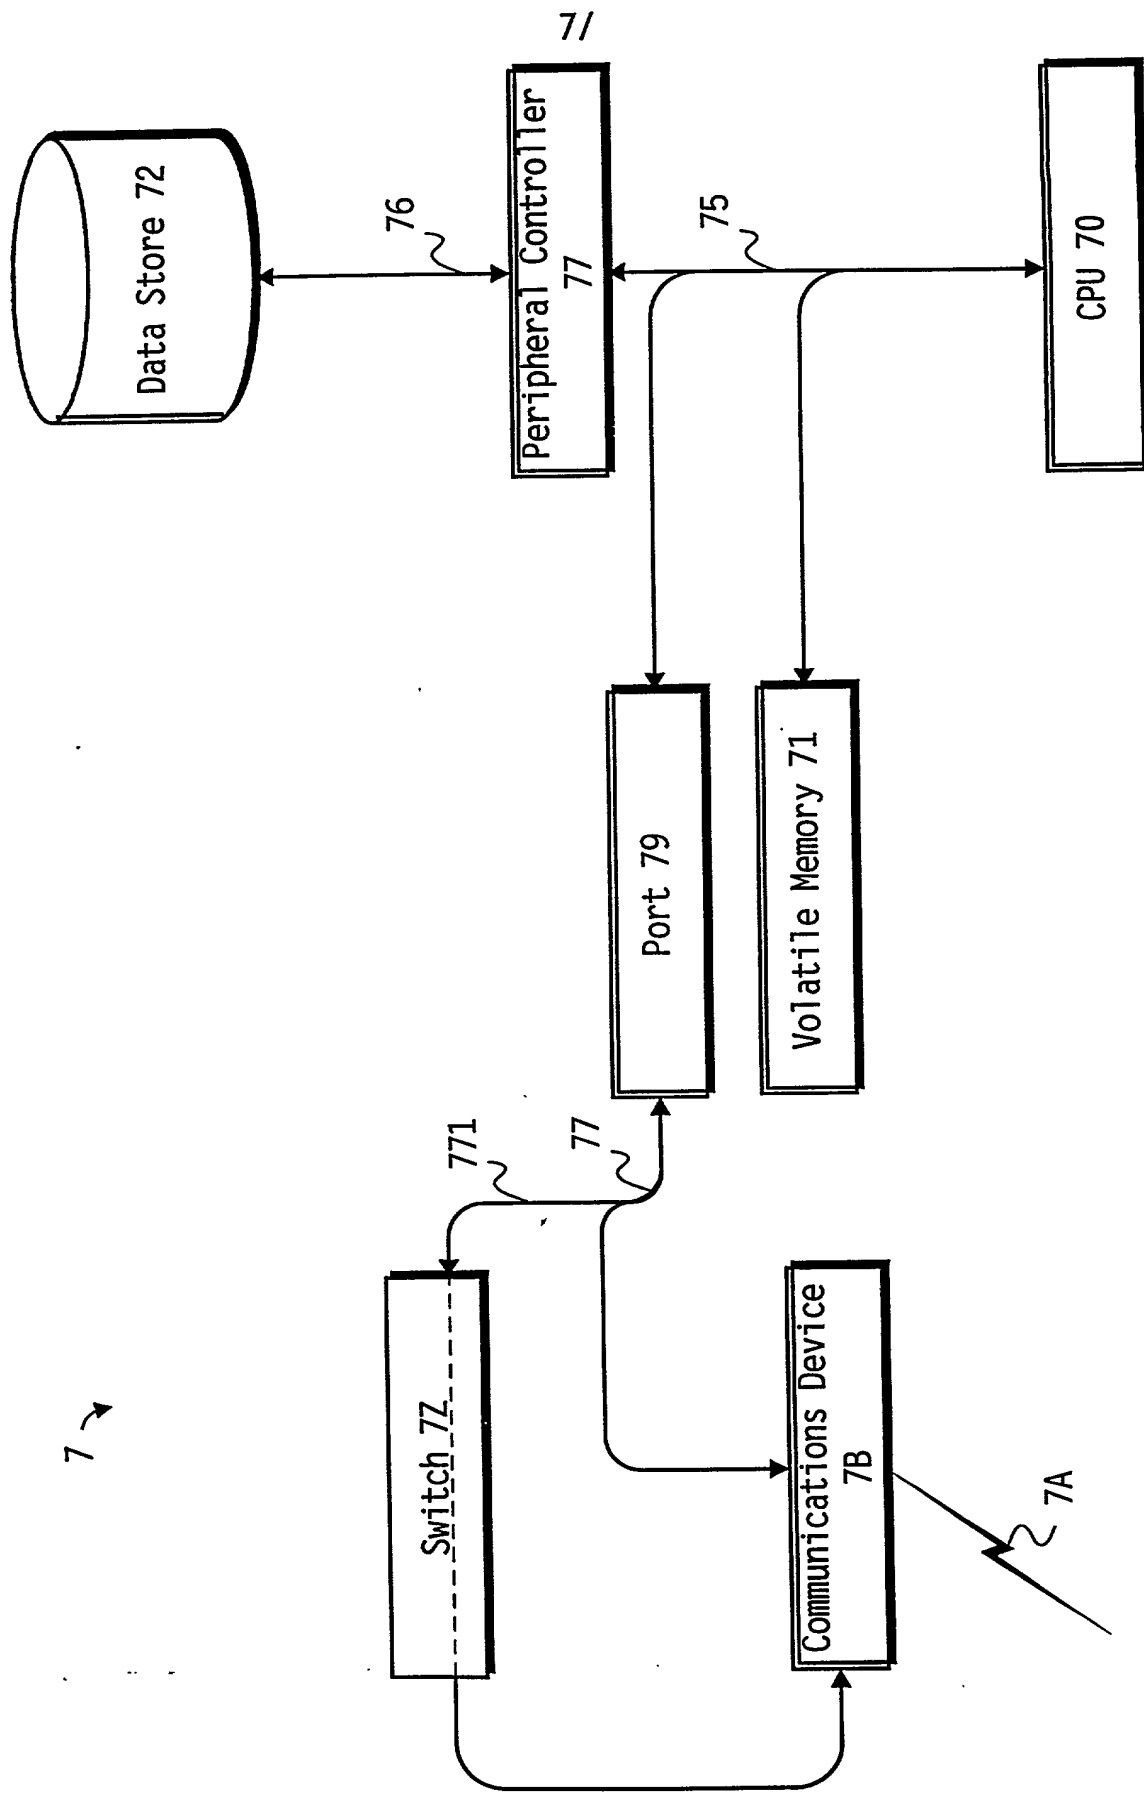 7/
Data Store 72
76
Peripheral Controller
77
75
CPU 70
Port 79
Volatile Memory 71
771
77
7
Switch 7Z
Communications Device
7B
7A